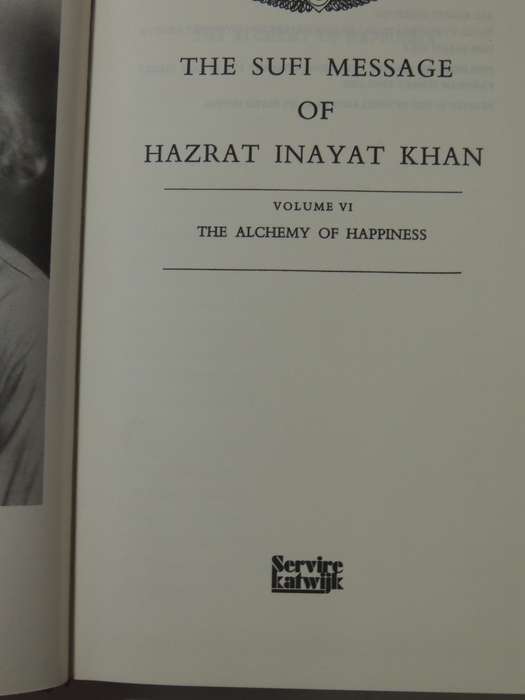 THE SUFI MESSAGE
OF
HAZRAT INAYAT KHAN
VOLUME VI
THE ALCHEMY OF HAPPINESS
Servire
katwijk